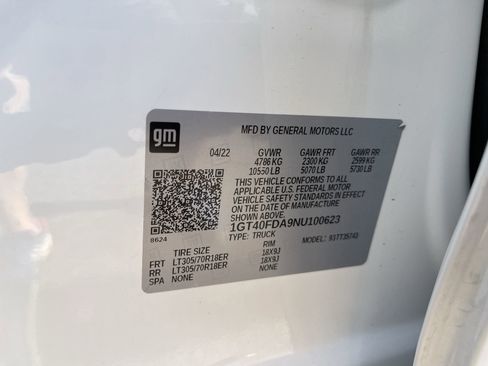 gm
MFD BY GENERAL MOTORS LLC
04/22 GVWR GAWR FRT GAWR RR
4786 KG 2300 KG 2599 KG
10550 LB 5070 LB 5730 LB
THIS VEHICLE CONFORMS TO ALL
APPLICABLE U.S. FEDERAL MOTOR
VEHICLE SAFETY STANDARDS IN EFFECT
ON THE DATE OF MANUFACTURE SHOWN ABOVE.
1GT40FDA9NU100623
8624 TYPE: TRUCK MODEL:
TIRE SIZE RIM
FRT LT305/70R18ER 18X9J
RR LT305/70R18ER 18X9J
SPA NONE NONE